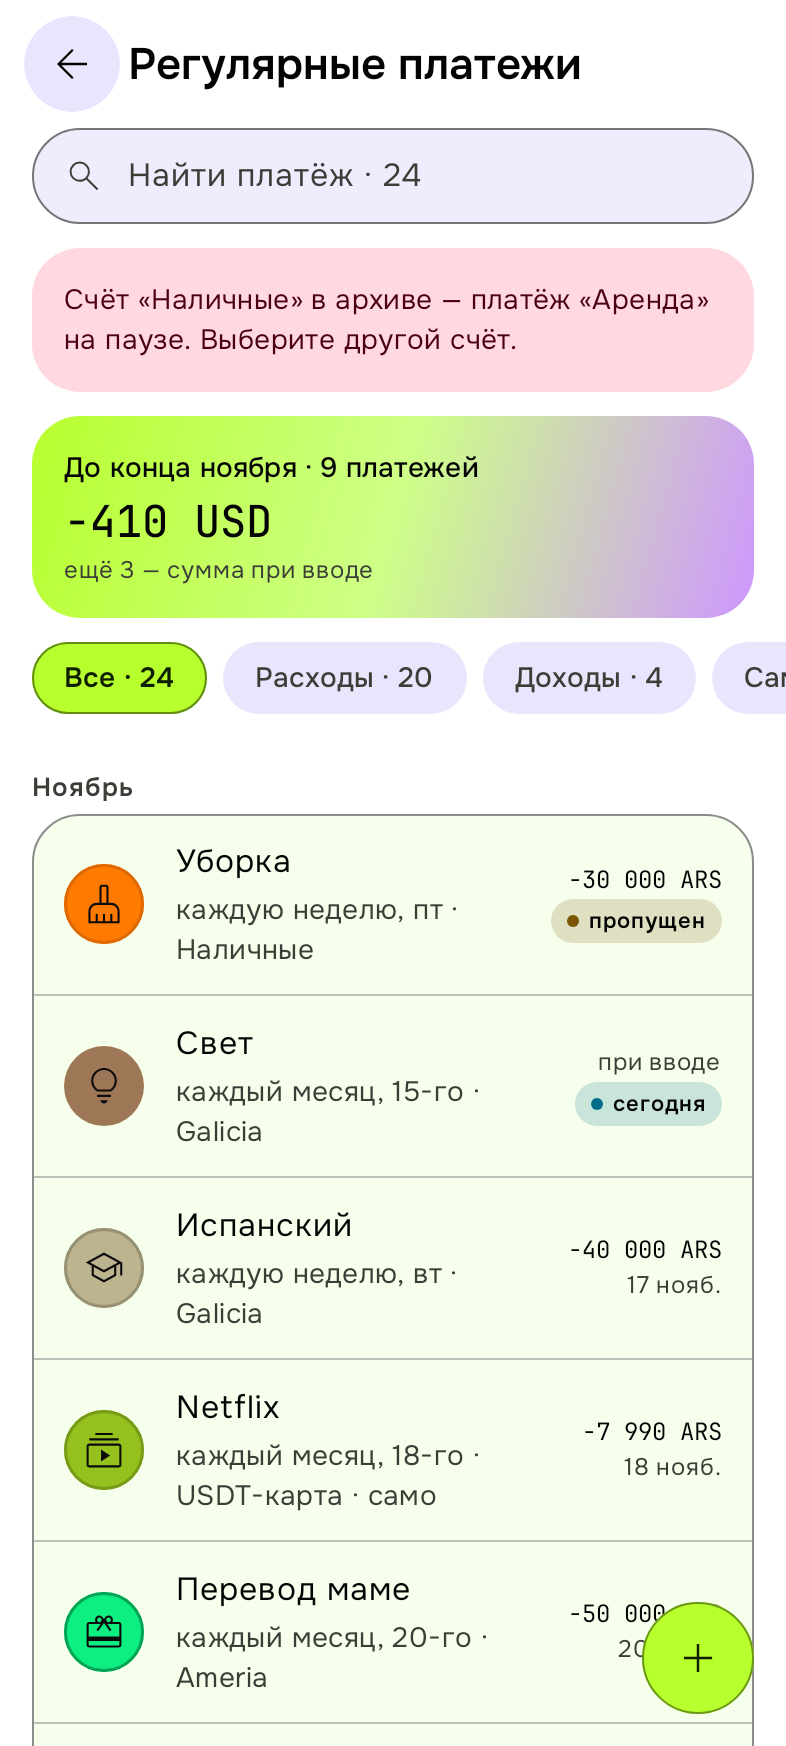 Регулярные платежи
Найти платёж · 24
Счёт «Наличные» в архиве — платёж «Аренда»
на паузе. Выберите другой счёт.
До конца ноября · 9 платежей
-410 USD
ещё 3 — сумма при вводе
Все · 24
Расходы · 20
Доходы · 4
Ноябрь
Уборка
каждую неделю, пт ·
Наличные
-30 000 ARS
пропущен
Свет
каждый месяц, 15-го ·
Galicia
при вводе
сегодня
Испанский
каждую неделю, вт ·
Galicia
-40 000 ARS
17 нояб.
Netflix
каждый месяц, 18-го ·
USDT-карта · само
-7 990 ARS
18 нояб.
Перевод маме
каждый месяц, 20-го ·
Ameria
-50 000
20